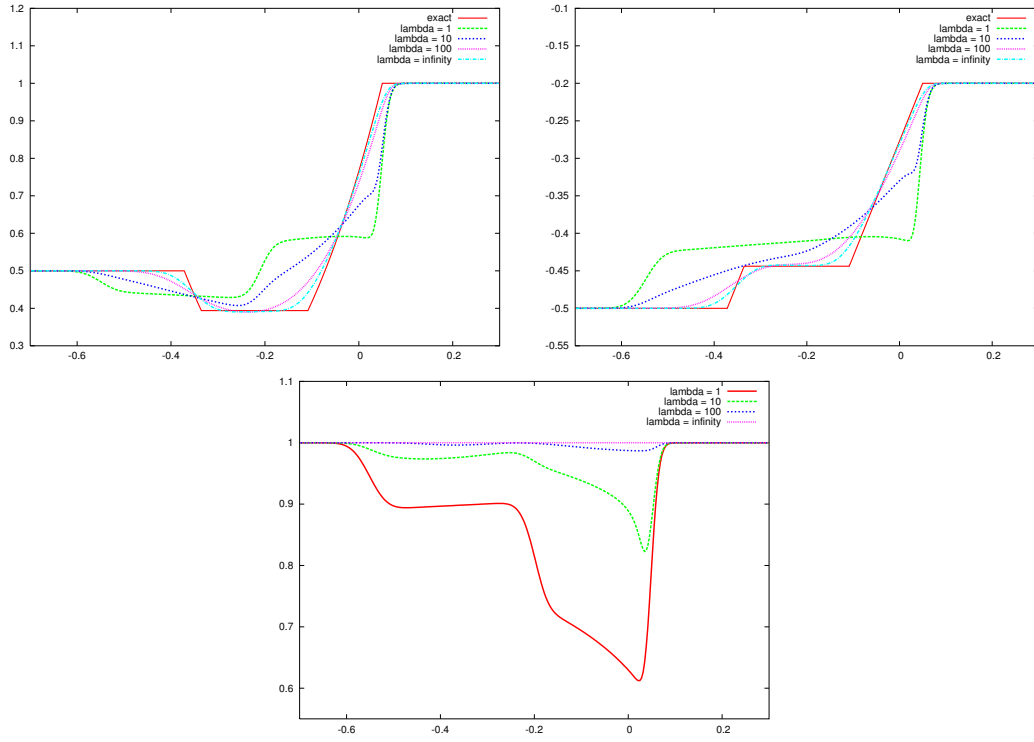 exact
lambda = 1
lambda = 10
lambda = 100
lambda = infinity
1.2
1.1
1
0.9
0.8
0.7
0.6
0.5
0.4
0.3
-0.6 -0.4 -0.2 0 0.2
exact
lambda = 1
lambda = 10
lambda = 100
lambda = infinity
-0.1
-0.15
-0.2
-0.25
-0.3
-0.35
-0.4
-0.45
-0.5
-0.55
-0.6 -0.4 -0.2 0 0.2
lambda = 1
lambda = 10
lambda = 100
lambda = infinity
1.1
1
0.9
0.8
0.7
0.6
-0.6 -0.4 -0.2 0 0.2